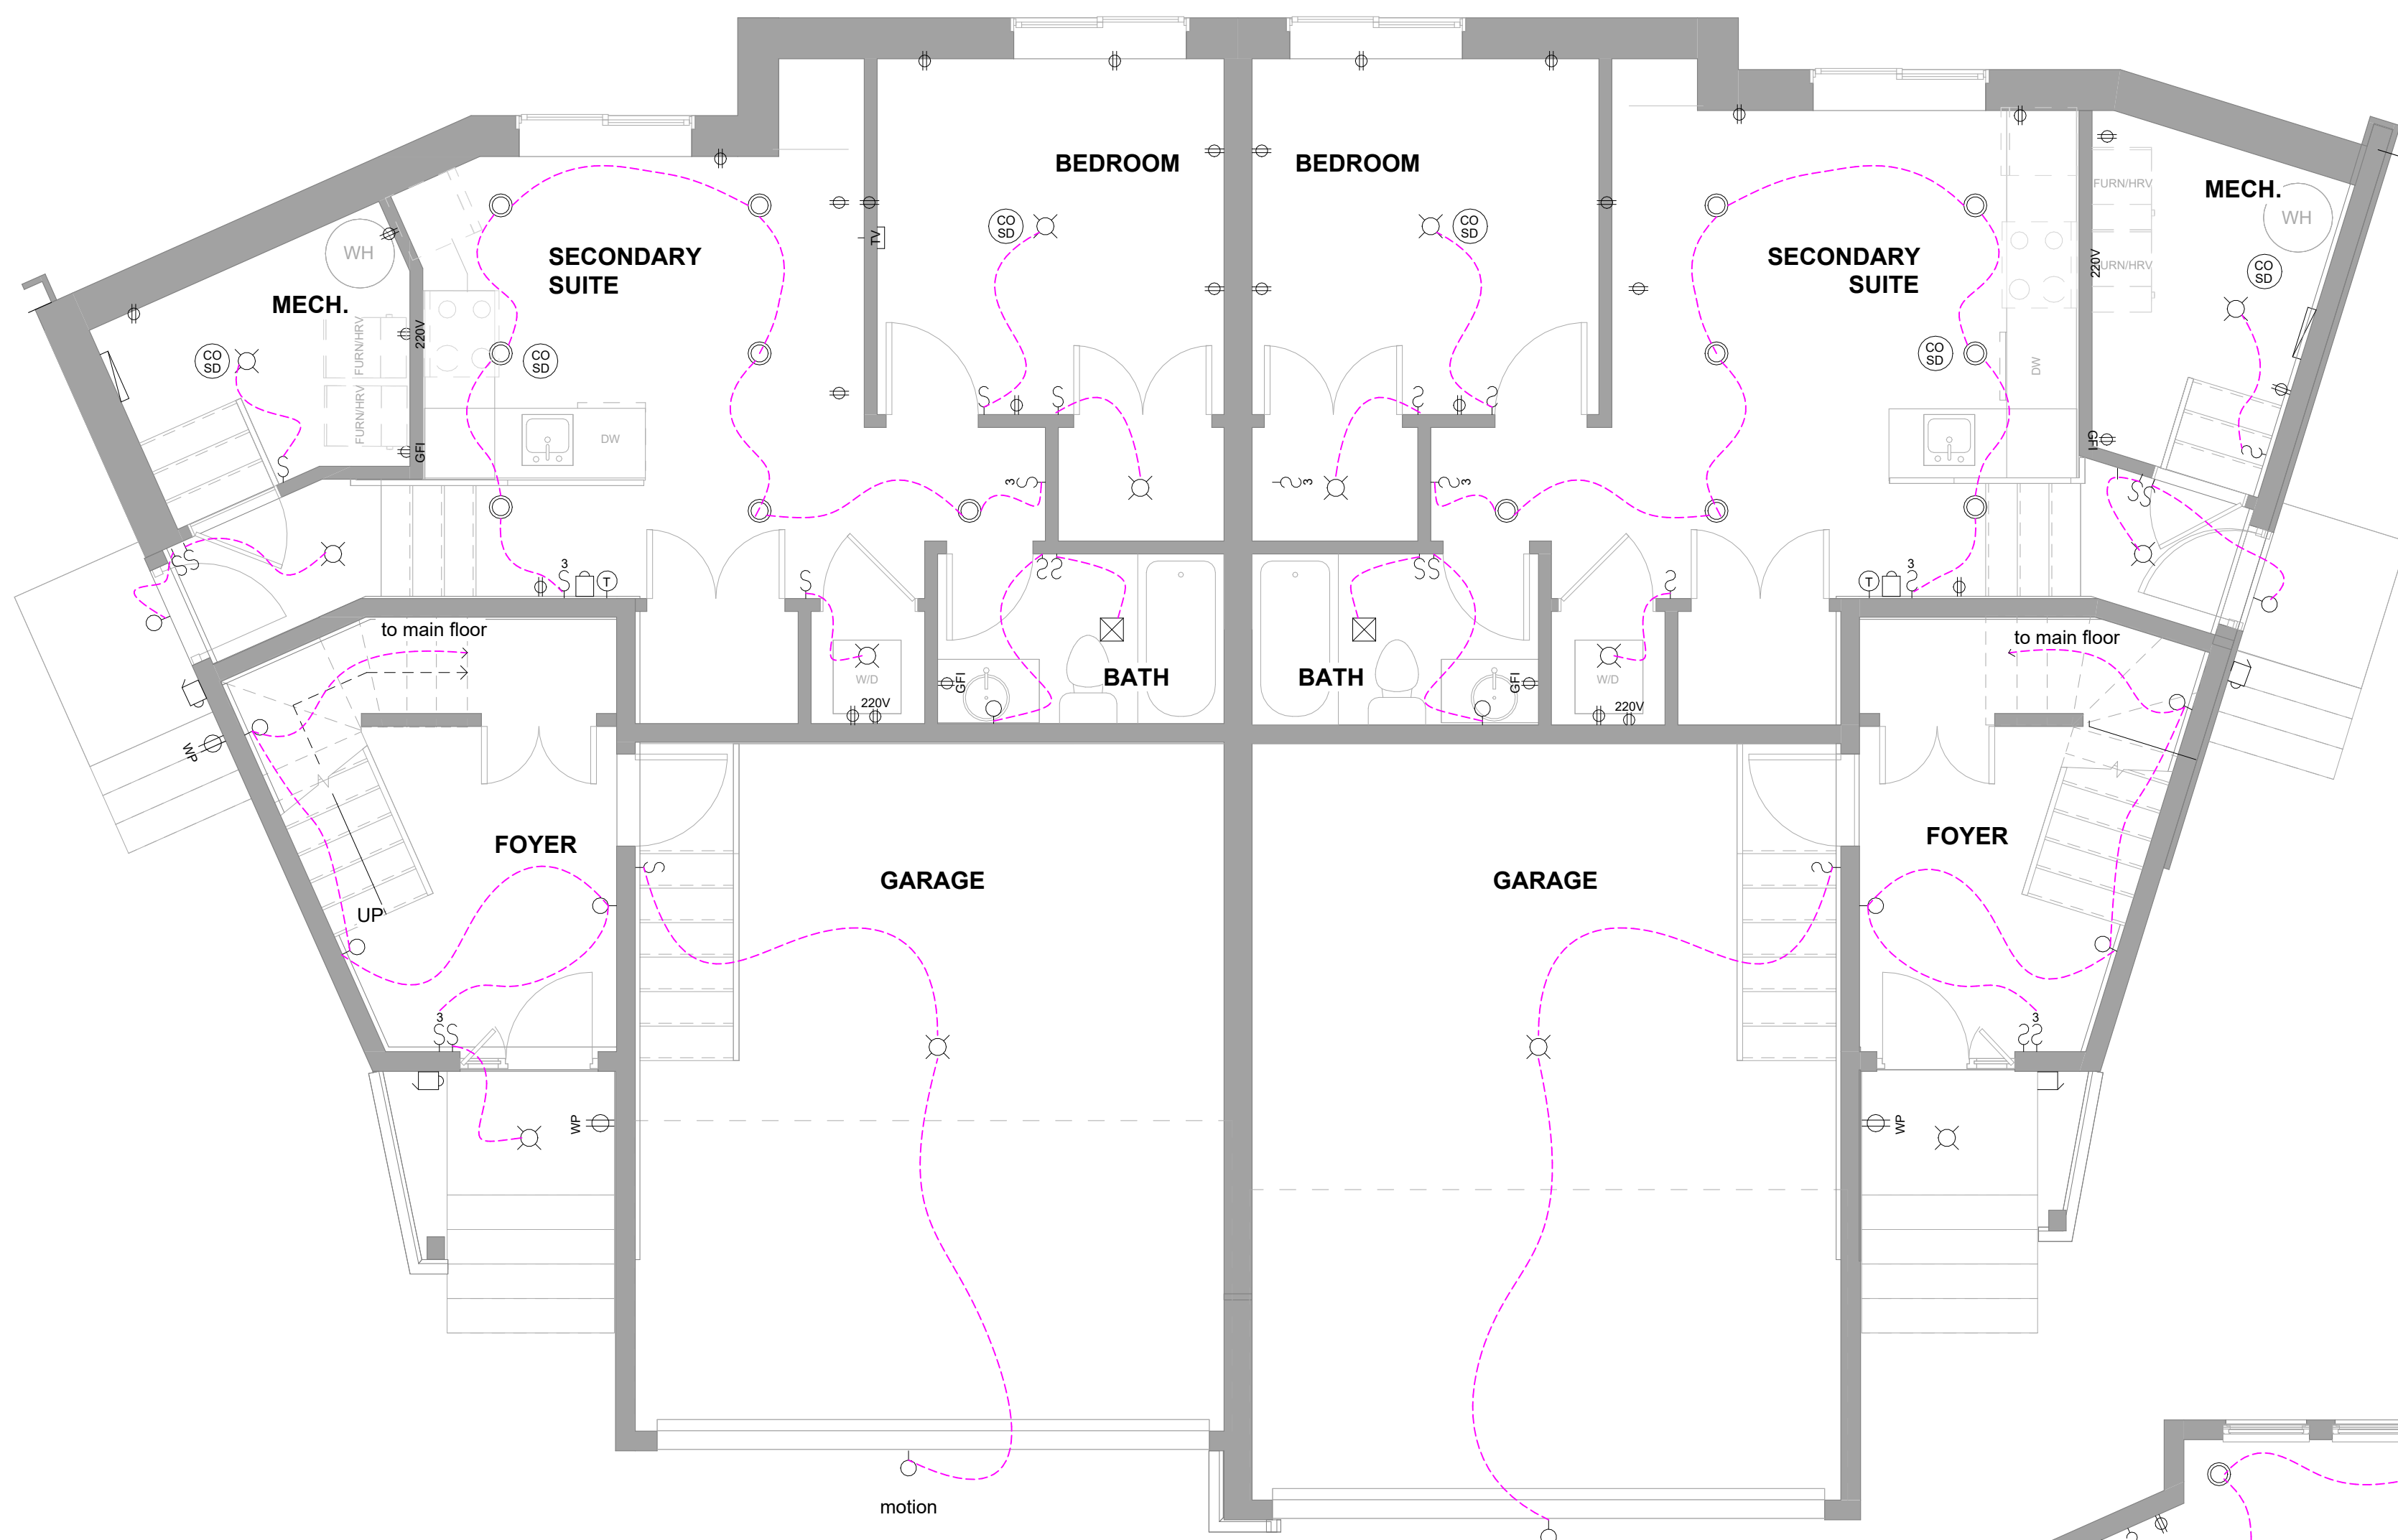 BEDROOM
BEDROOM
CO
SD
CO
SD
TV
WH
SECONDARY
SUITE
MECH.
SECONDARY
SUITE
FURN/HRV
URN/HRV
220V
MECH.
WH
CO
SD
CO
SD
FURN/HRV
FURN/HRV
220V
GFI
CO
SD
DW
CO
SD
DW
GFI
3
3
3
3
T
T
3
to main floor
to main floor
W/D
220V
GFI
BATH
BATH
GFI
W/D
220V
WP
FOYER
UP
GARAGE
GARAGE
FOYER
3
3
WP
WP
motion